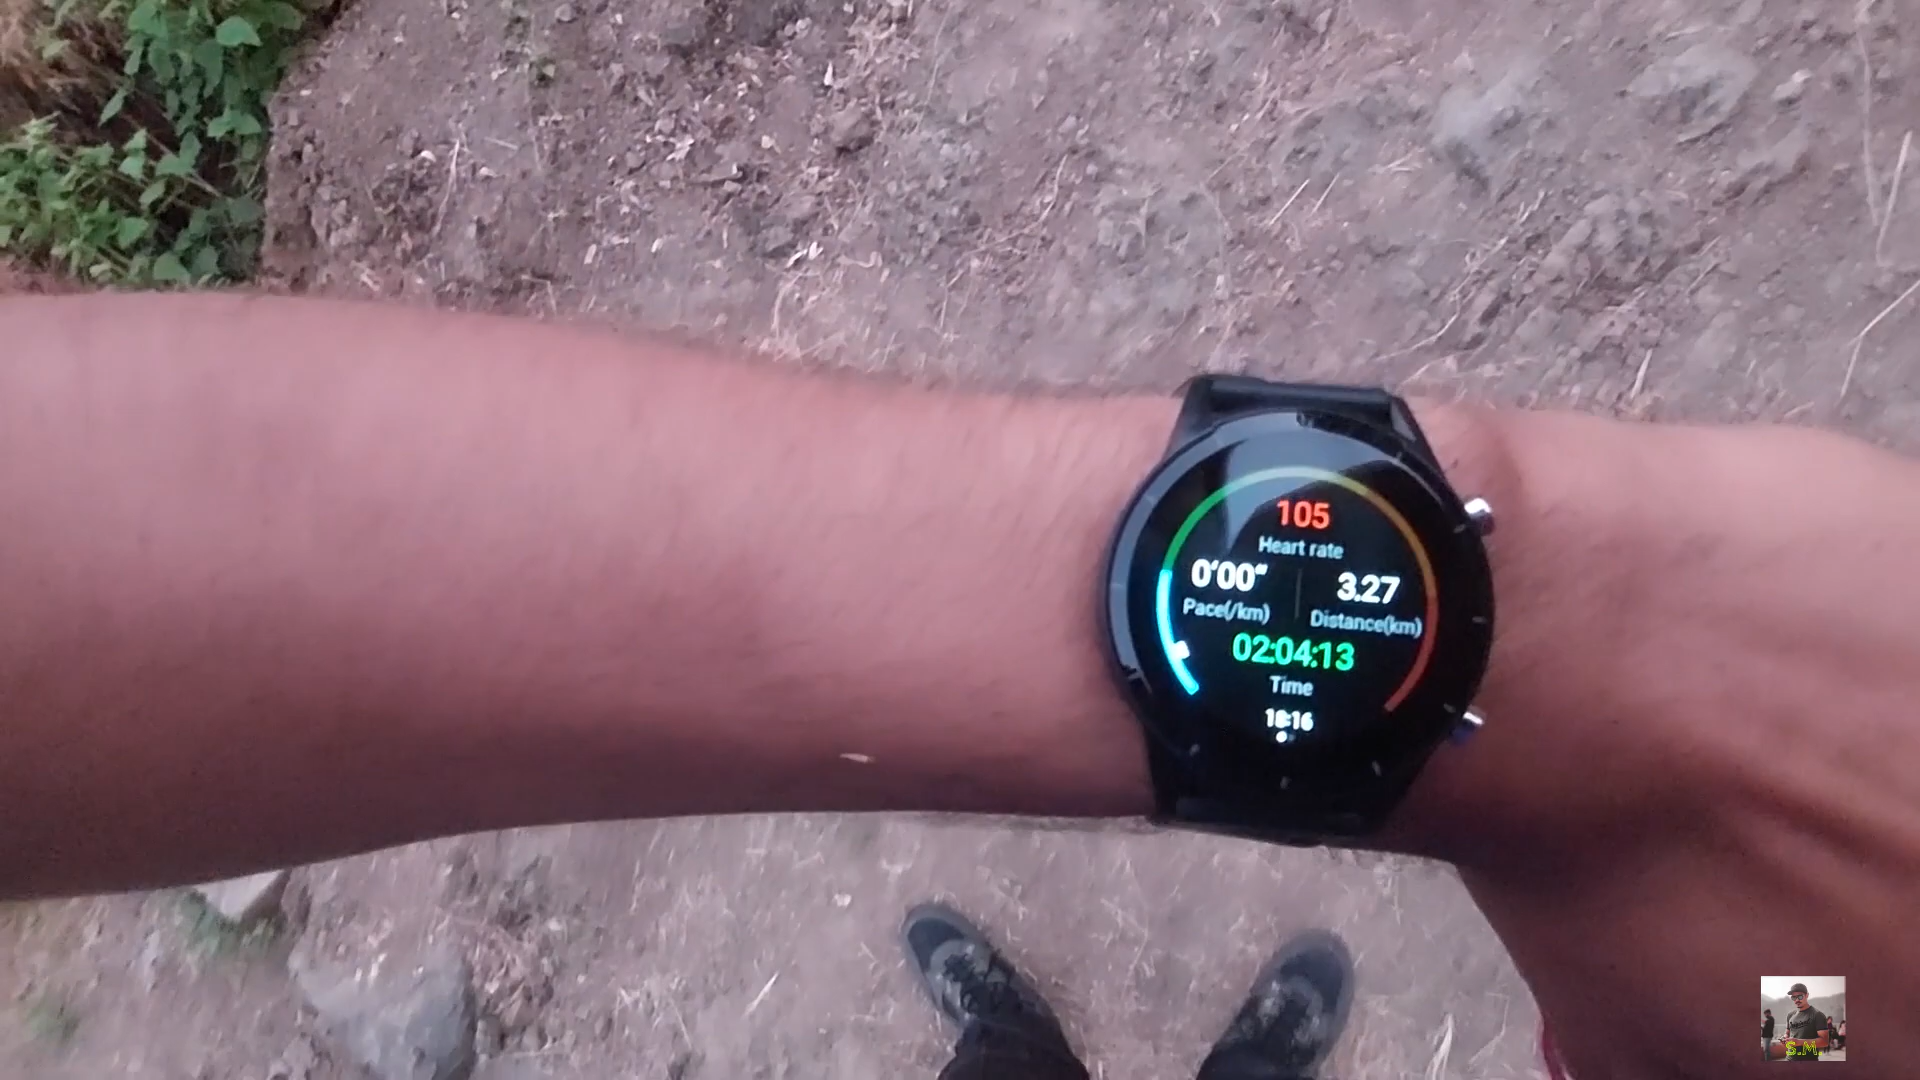 105
Heart rate
0'00" 3.27
Pace(/km) Distance(km)
02:04:13
Time
18:16
S.M.